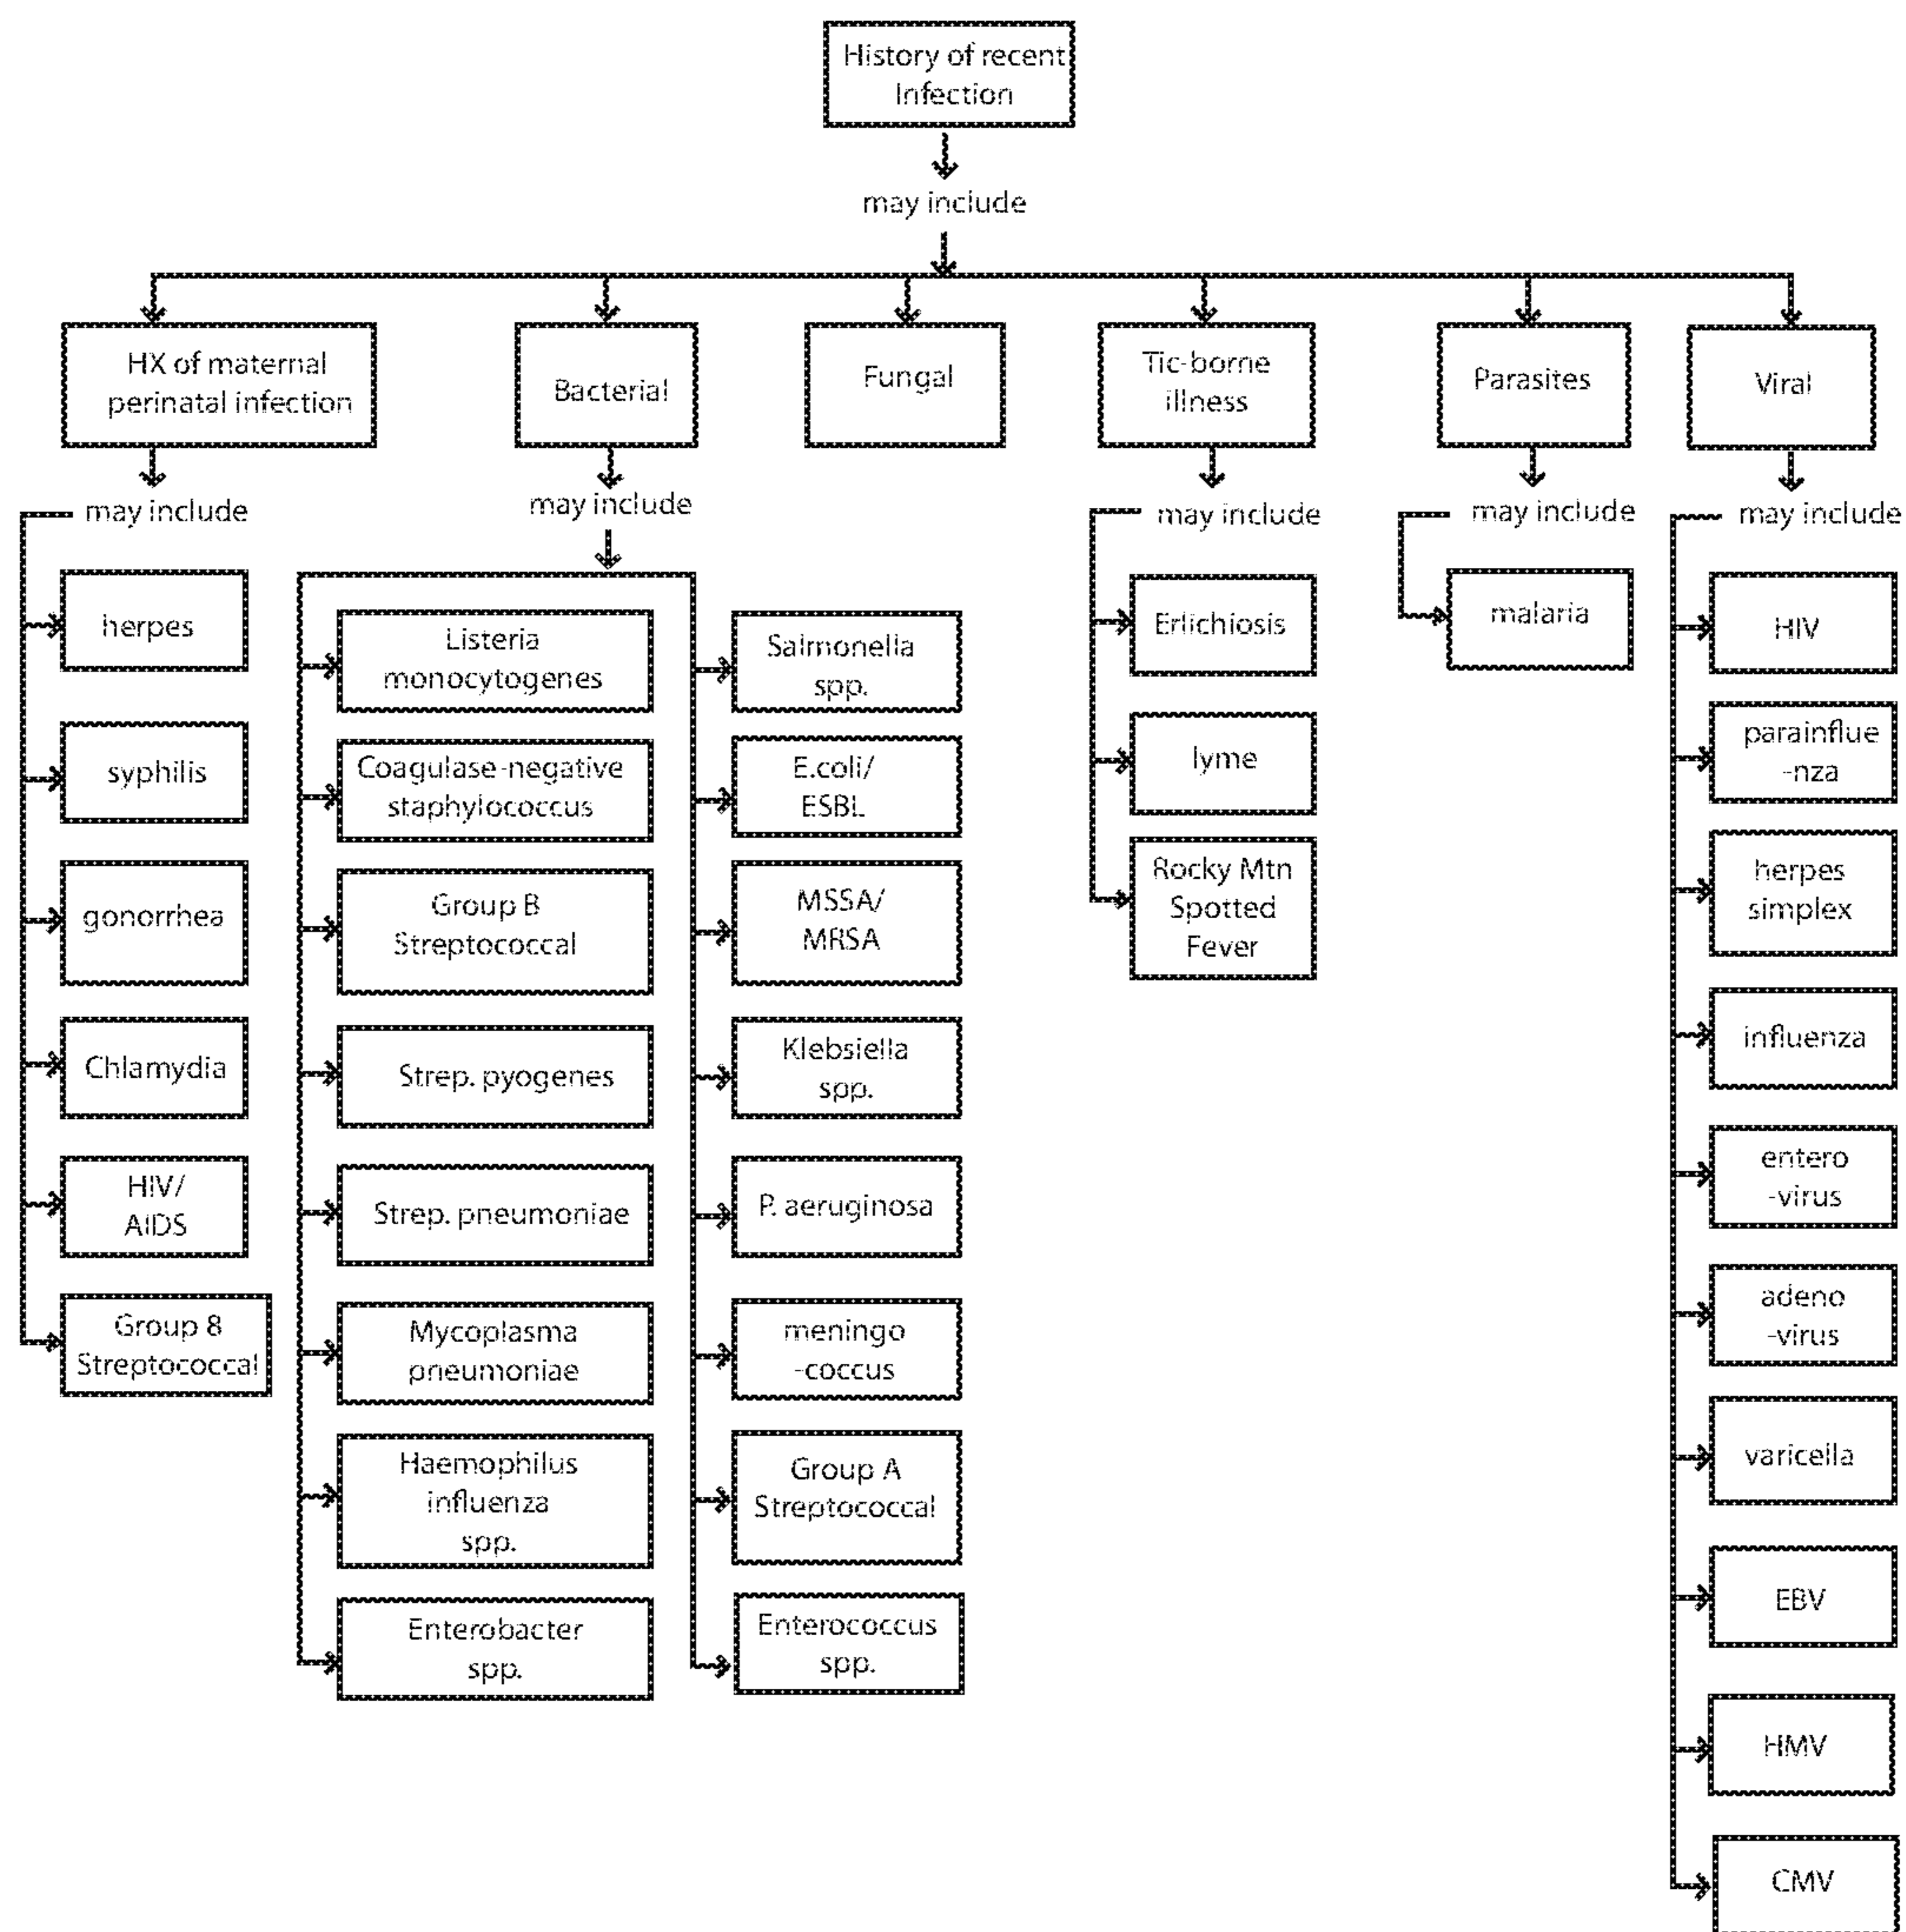 History of recent
Infection
may include
HX of maternal
perinatal infection
Bacterial
Fungal
Tic-borne
illness
Parasites
Viral
may include
may include
may include
may include
may include
herpes
syphilis
gonorrhea
Chlamydia
HIV/
AIDS
Group B
Streptococcal
Listeria
monocytogenes
Coagulase-negative
staphylococcus
Group B
Streptococcal
Strep. pyogenes
Strep. pneumoniae
Mycoplasma
pneumoniae
Haemophilus
influenza
spp.
Enterobacter
spp.
Salmonella
spp.
E.coli/
ESBL
MSSA/
MRSA
Klebsiella
spp.
P. aeruginosa
meningo
-coccus
Group A
Streptococcal
Enterococcus
spp.
Erlichiosis
lyme
Rocky Mtn
Spotted
Fever
malaria
HIV
parainflue
-nza
herpes
simplex
influenza
entero
-virus
adeno
-virus
varicella
EBV
HMV
CMV